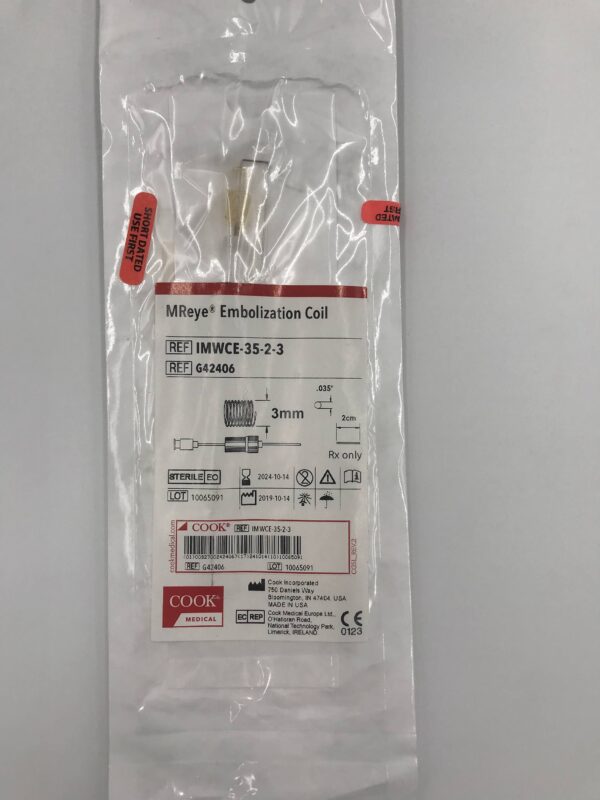 SHORT DATED
USE FIRST
ATED
RST
MReye® Embolization Coil
REF IMWCE-35-2-3
REF G42406
.035"
3mm
2cm
Rx only
STERILE EO 2024-10-14
LOT 10065091 2019-10-14
cookmedical.com
COOK® REF IMWCE-35-2-3
REF G42406 LOT 10065091
Cook Incorporated
750 Daniels Way
Bloomington, IN 47404, USA
MADE IN USA
COOK
MEDICAL
EC REP
Cook Medical Europe Ltd.
O'Halloran Road,
National Technology Park,
Limerick, IRELAND
CE
0123